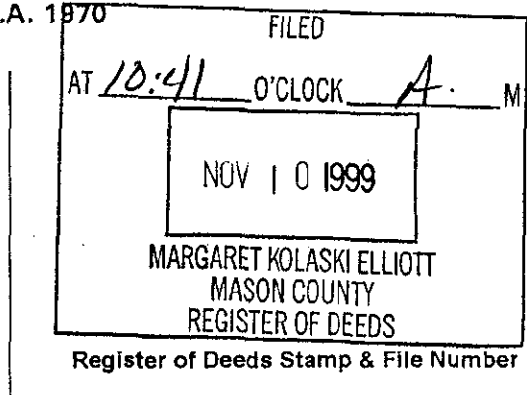 .A. 1970
FILED
AT 10:41 O'CLOCK A. M
NOV 10 1999
MARGARET KOLASKI ELLIOTT
MASON COUNTY
REGISTER OF DEEDS
Register of Deeds Stamp & File Number